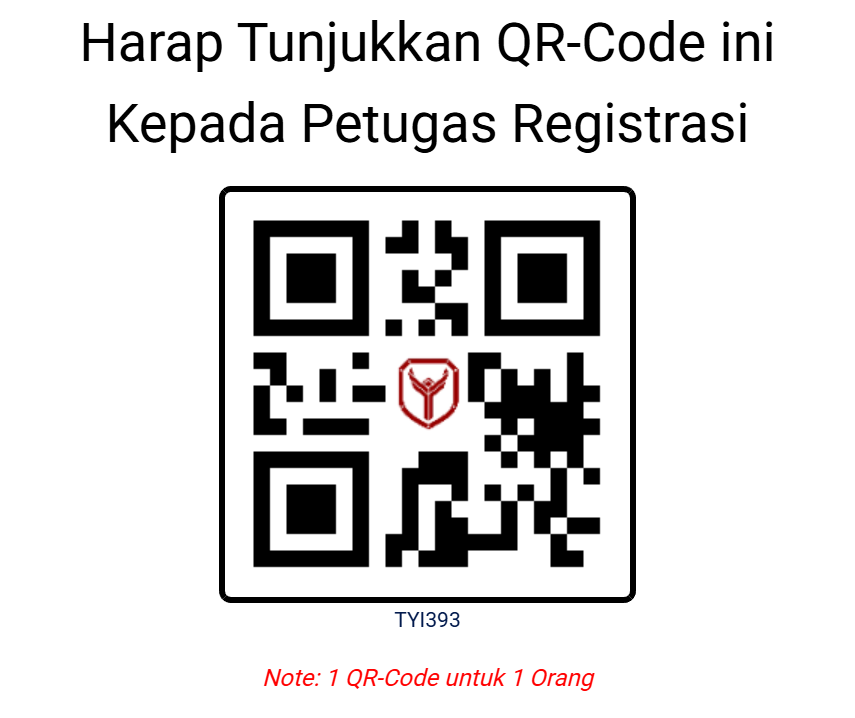 Harap Tunjukkan QR-Code ini
Kepada Petugas Registrasi
TYI393
Note: 1 QR-Code untuk 1 Orang